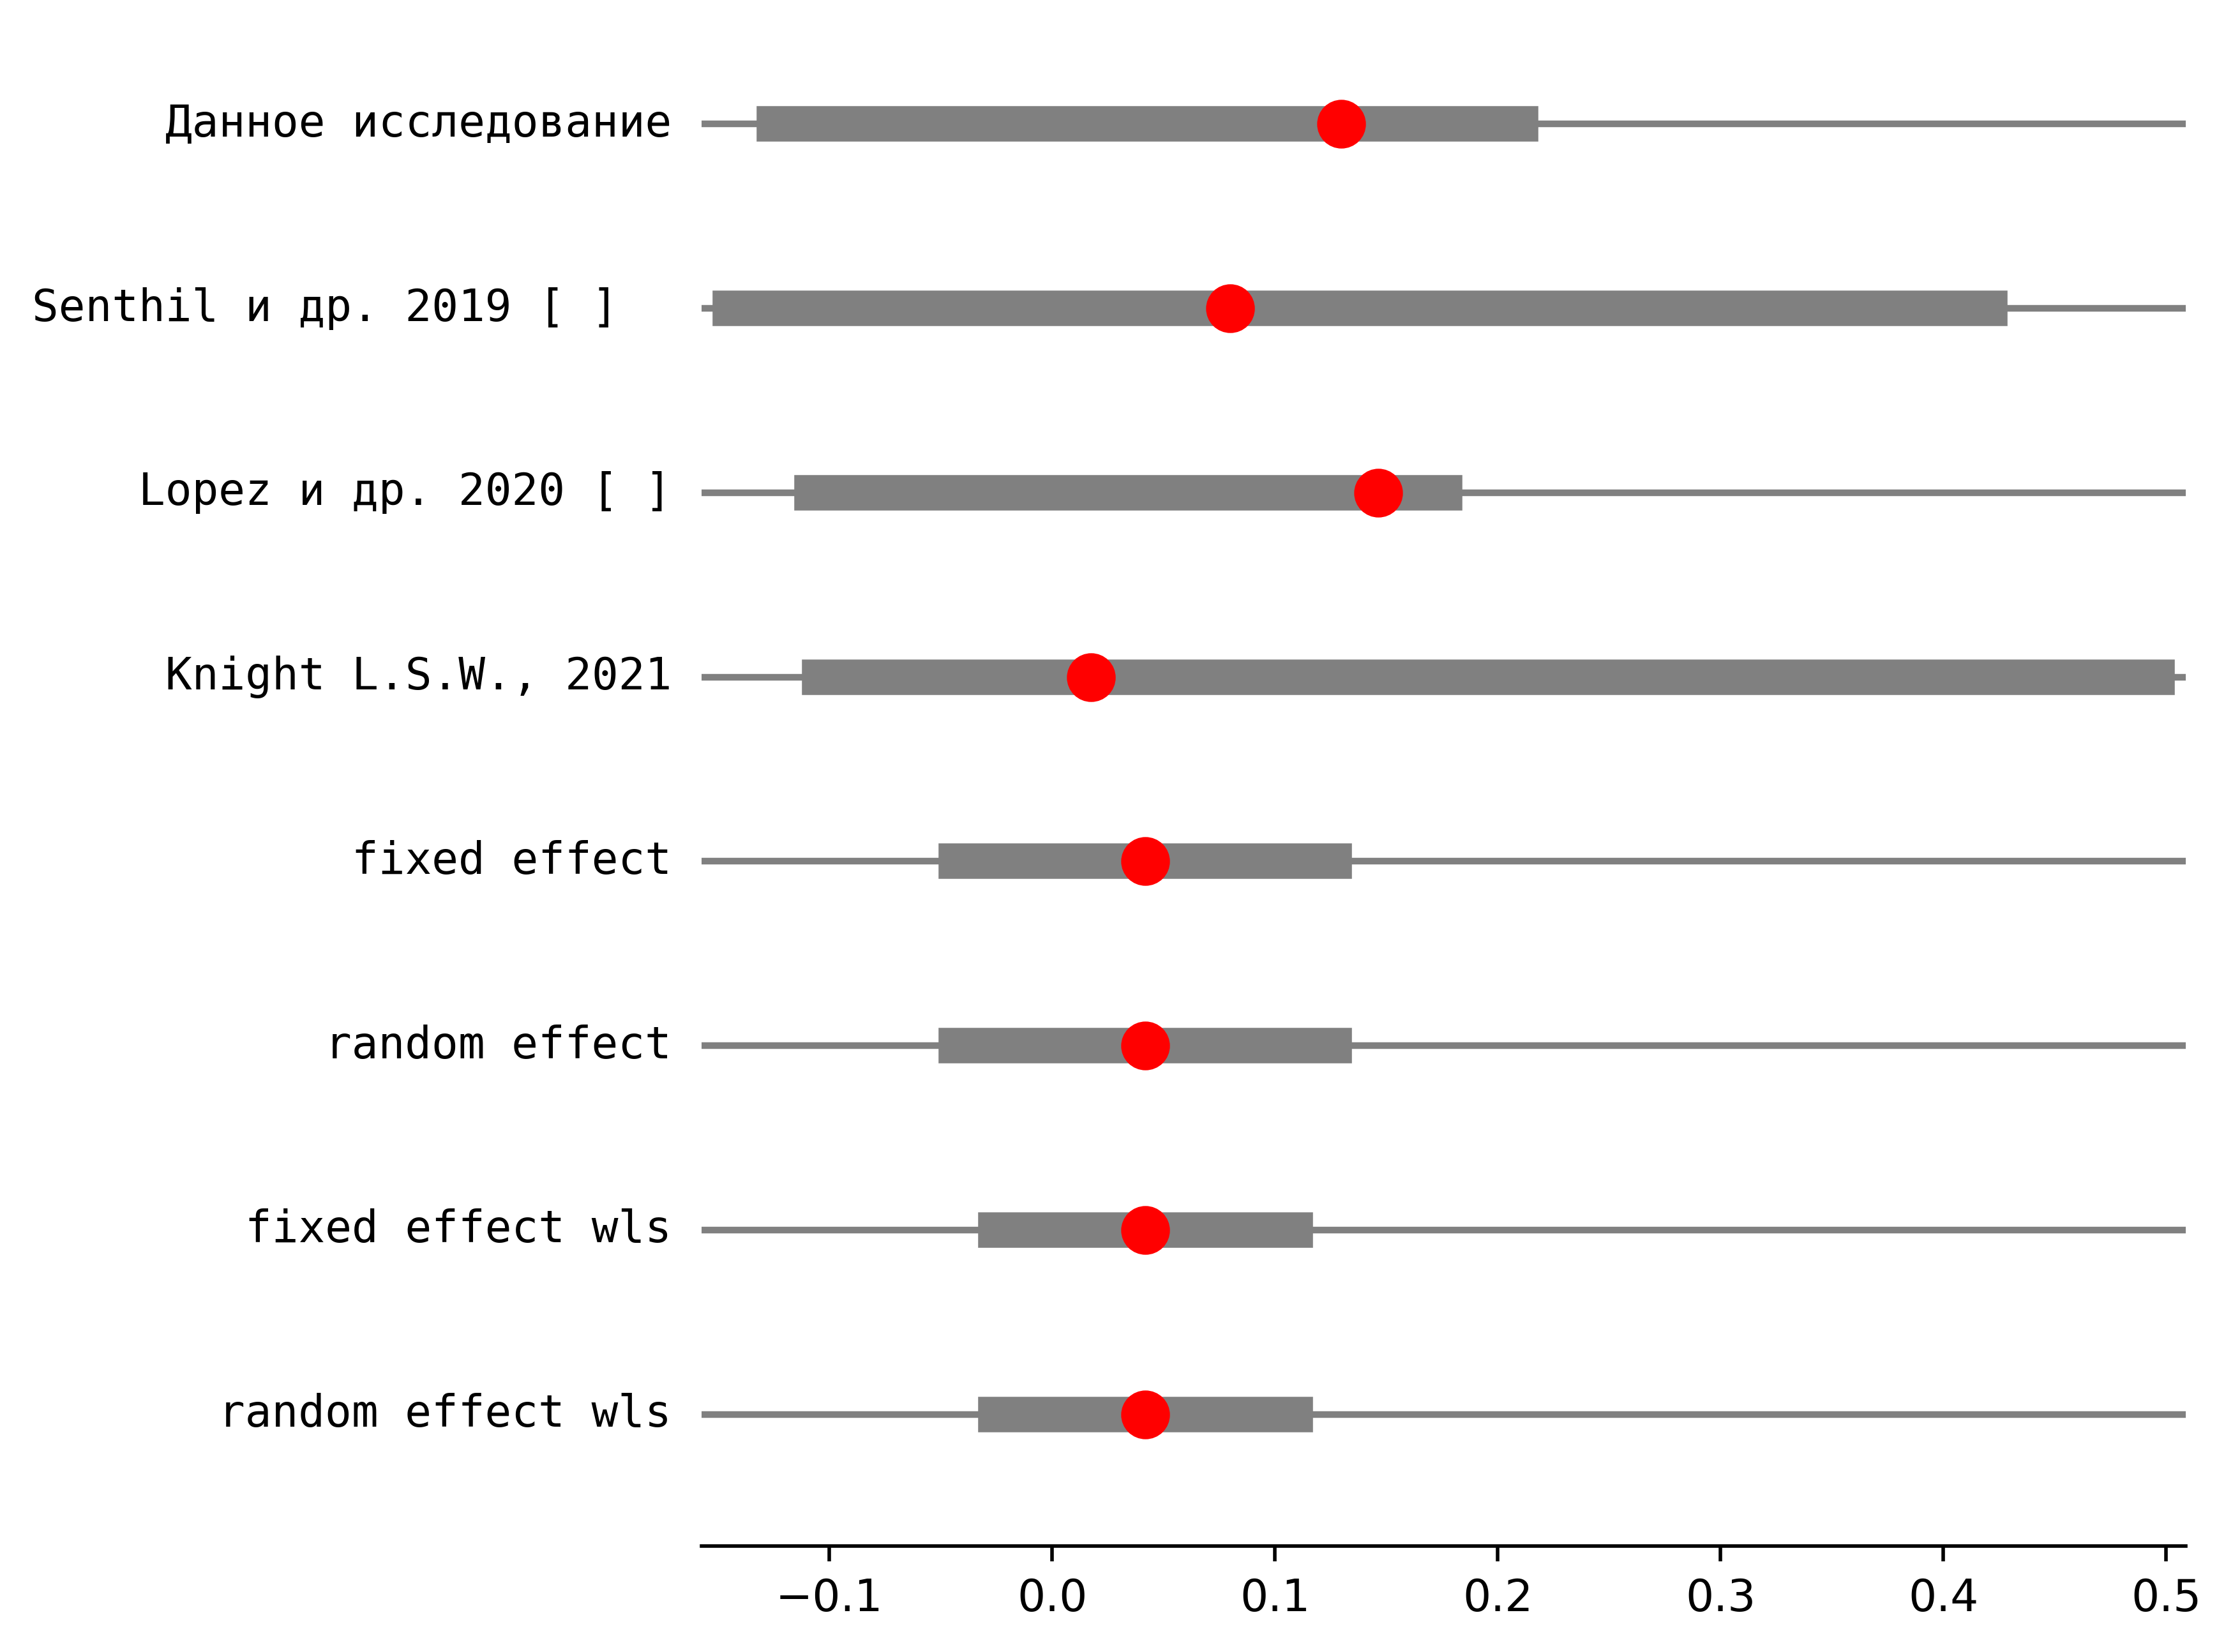 Данное исследование
Senthil и др. 2019 [ ]
Lopez и др. 2020 [ ]
Knight L.S.W., 2021
fixed effect
random effect
fixed effect wls
random effect wls
−0.1 0.0 0.1 0.2 0.3 0.4 0.5